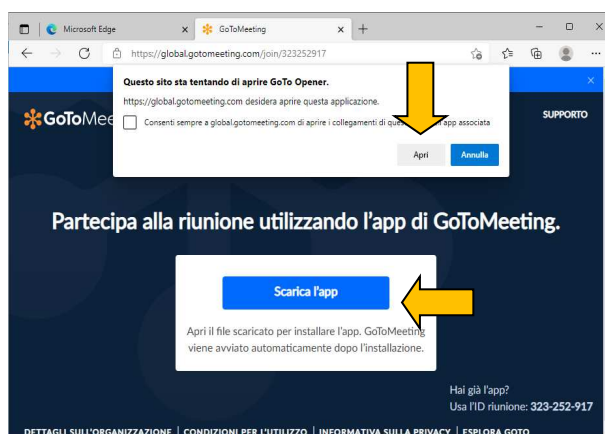 Microsoft Edge
GoToMeeting
https://global.gotomeeting.com/join/323252917
Questo sito sta tentando di aprire GoTo Opener.
https://global.gotomeeting.com desidera aprire questa applicazione.
Consenti sempre a global.gotomeeting.com di aprire i collegamenti di app associata
Apri Annulla
GoTo SUPPORTO
Partecipa alla riunione utilizzando l'app di GoToMeeting.
Scarica l'app
Apri il file scaricato per installare l'app. GoToMeeting
viene avviato automaticamente dopo l'installazione.
Hai già l'app?
Usa l'ID riunione: 323-252-917
DETTAGLI SULL'ORGANIZZAZIONE | CONDIZIONI PER L'UTILIZZO | INFORMATIVA SULLA PRIVACY | ESPLORA GOTO